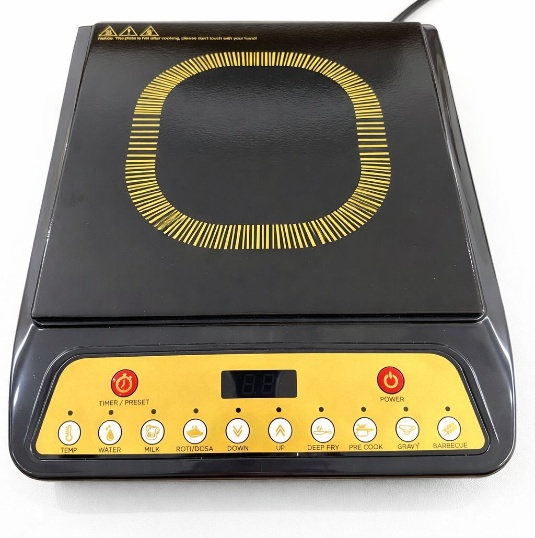 Notice: The plate is hot after cooking, please don't touch with your hand!
TIMER / PRESET
POWER
TEMP
WATER
MILK
ROTI/DOSA
DOWN
UP
DEEP FRY
PRE COOK
GRAVY
BARBECUE